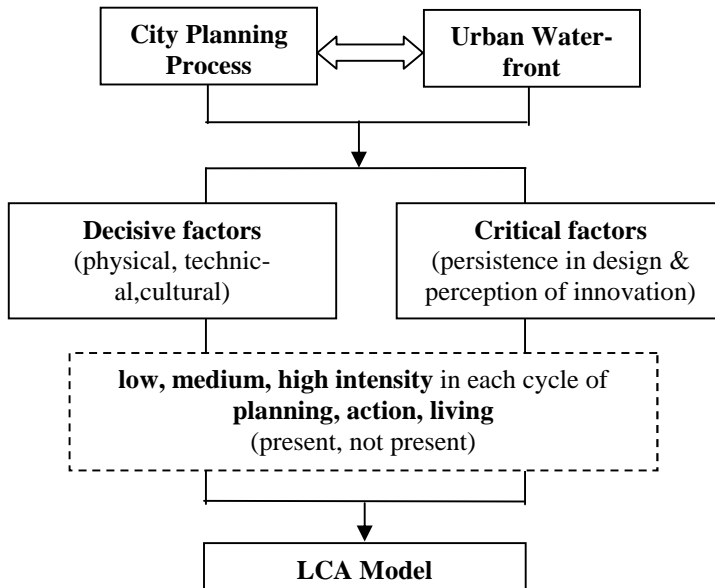 City Planning
Process
Urban Water-
front
Decisive factors
(physical, technic-
al,cultural)
Critical factors
(persistence in design &
perception of innovation)
low, medium, high intensity in each cycle of
planning, action, living
(present, not present)
LCA Model